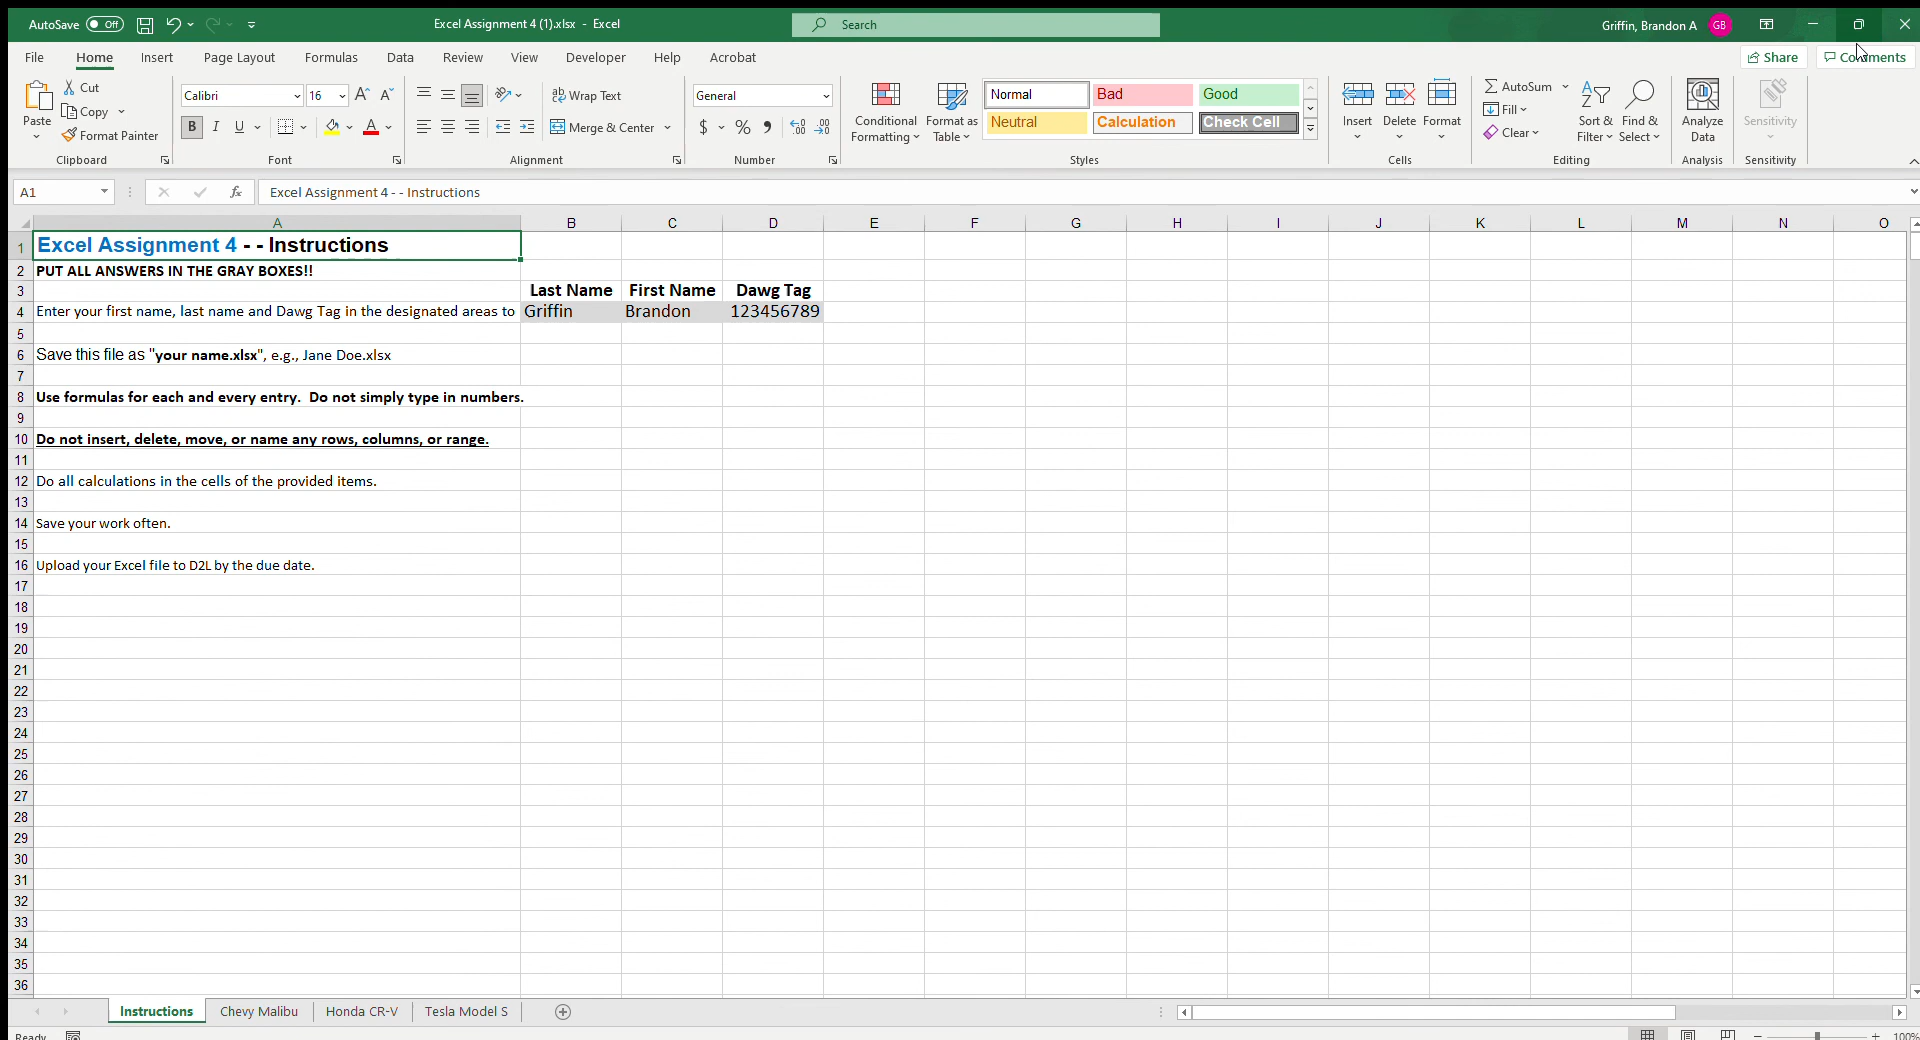 AutoSave Off Excel Assignment 4 (1).xlsx - Excel Search Griffin, Brandon A GB
File Home Insert Page Layout Formulas Data Review View Developer Help Acrobat Share Comments
Paste Cut Copy Format Painter Clipboard
Calibri 16 B I U A Font
Wrap Text Merge & Center Alignment
General $ % Number
Conditional Formatting Format as Table Normal Bad Good Neutral Calculation Check Cell Styles
Insert Delete Format Cells
AutoSum Fill Clear Sort & Filter Find & Select Editing
Analyze Data Analysis
Sensitivity Sensitivity
A1 fx Excel Assignment 4 - - Instructions
A B C D E F G H I J K L M N O
1 Excel Assignment 4 - - Instructions
2 PUT ALL ANSWERS IN THE GRAY BOXES!!
3 Last Name First Name Dawg Tag
4 Enter your first name, last name and Dawg Tag in the designated areas to Griffin Brandon 123456789
5
6 Save this file as "your name.xlsx", e.g., Jane Doe.xlsx
7
8 Use formulas for each and every entry. Do not simply type in numbers.
9
10 Do not insert, delete, move, or name any rows, columns, or range.
11
12 Do all calculations in the cells of the provided items.
13
14 Save your work often.
15
16 Upload your Excel file to D2L by the due date.
17
18
19
20
21
22
23
24
25
26
27
28
29
30
31
32
33
34
35
36
Instructions Chevy Malibu Honda CR-V Tesla Model S
Ready 100%